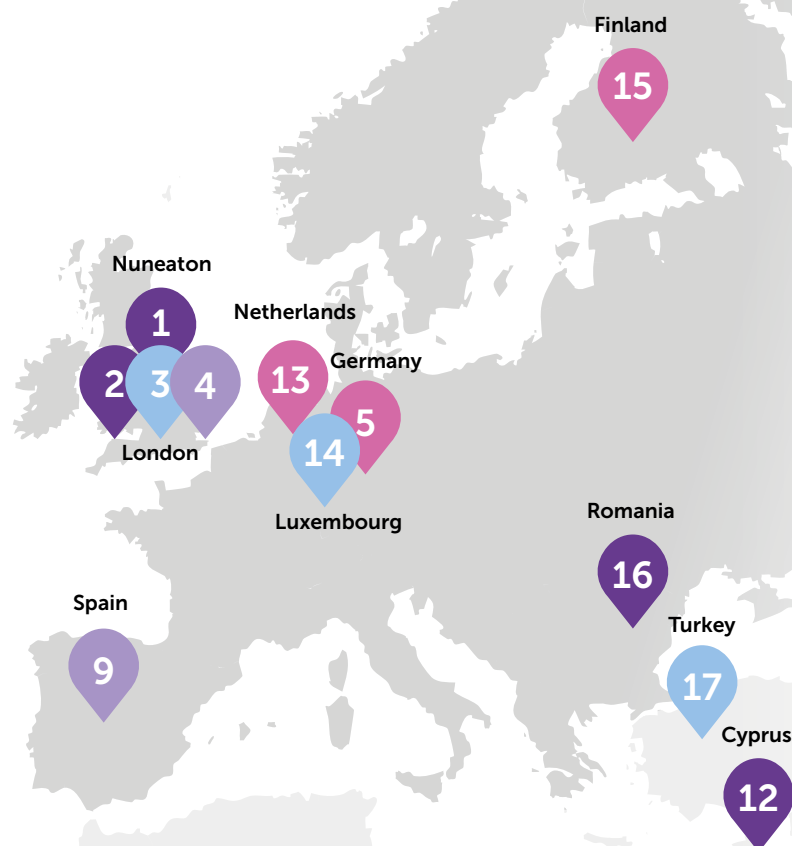 Finland
15
Nuneaton
1
Netherlands
Germany
2
3
4
13
5
London
14
Luxembourg
Romania
16
Spain
9
Turkey
17
Cyprus
12